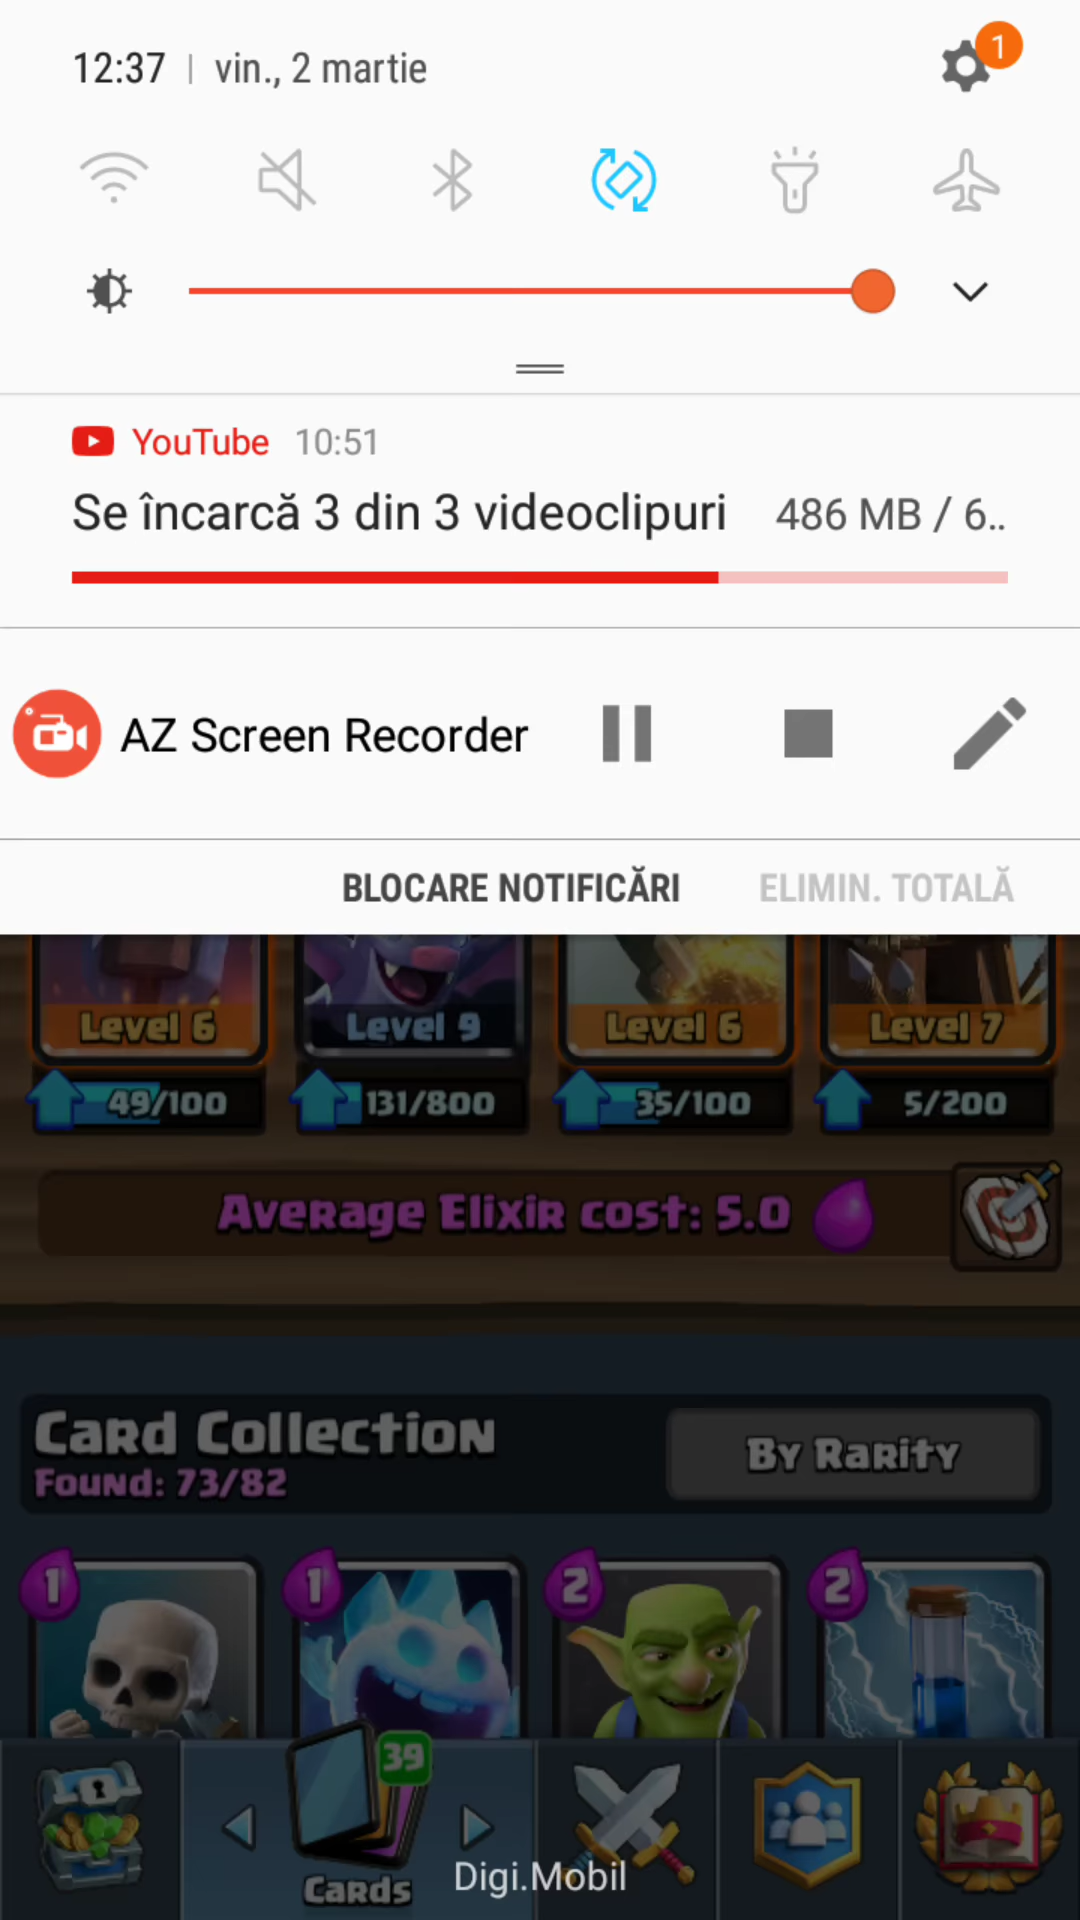 12:37 | vin., 2 martie
1
YouTube 10:51
Se încarcă 3 din 3 videoclipuri 486 MB / 6..
AZ Screen Recorder
BLOCARE NOTIFICĂRI ELIMIN. TOTALĂ
Level 6 Level 9 Level 6 Level 7
49/100 131/800 35/100 5/200
Average Elixir cost: 5.0
Card Collection
Found: 73/82
By Rarity
1 1 2 2
39
Cards
Digi.Mobil